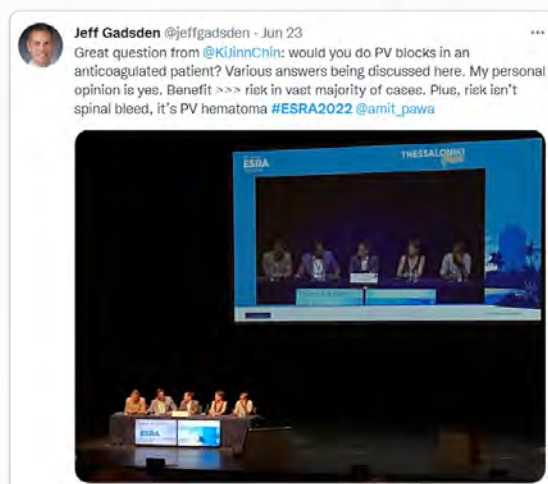 Jeff Gadsden @jeffgadsden · Jun 23
Great question from @KiJinnChin: would you do PV blocks in an
anticoagulated patient? Various answers being discussed here. My personal
opinion is yes. Benefit >>> risk in vast majority of cases. Plus, risk isn't
spinal bleed, it's PV hematoma #ESRA2022 @amit_pawa
ESRA
THESSALONIKI
ESRA